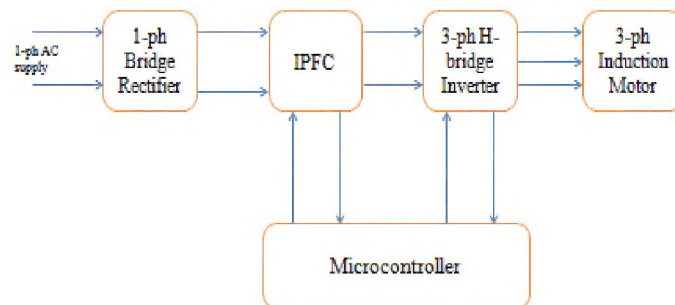 1-ph AC
supply
1-ph
Bridge
Rectifier
IPFC
3-ph H-
bridge
Inverter
3-ph
Induction
Motor
Microcontroller